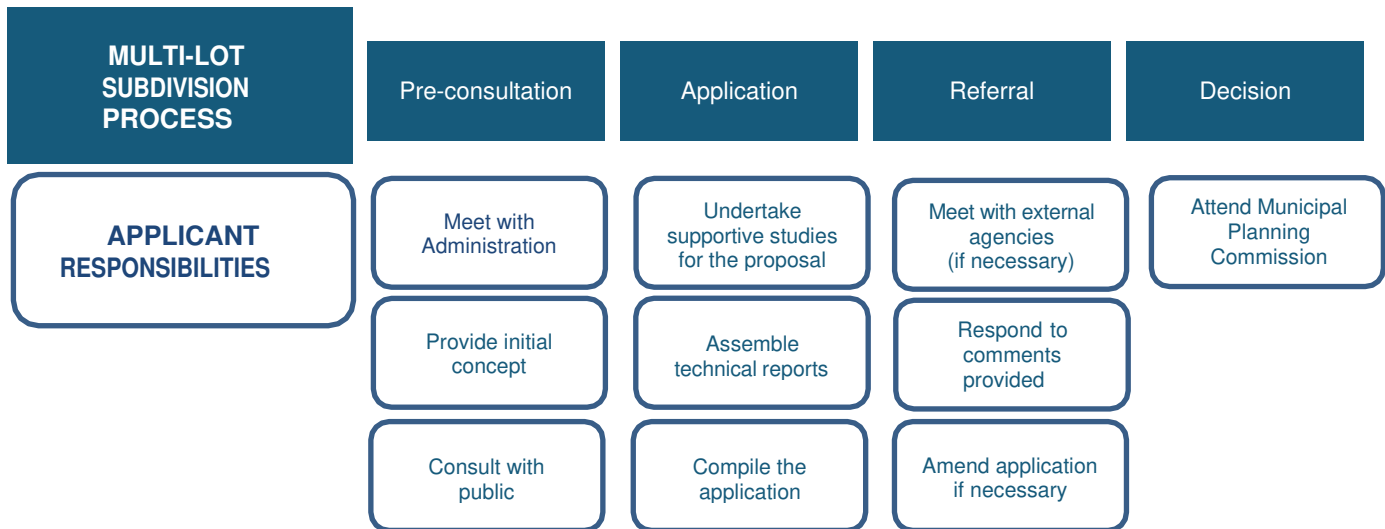 MULTI-LOT
SUBDIVISION
PROCESS
Pre-consultation
Application
Referral
Decision
APPLICANT
RESPONSIBILITIES
Meet with
Administration
Undertake
supportive studies
for the proposal
Meet with external
agencies
(if necessary)
Attend Municipal
Planning
Commission
Provide initial
concept
Assemble
technical reports
Respond to
comments
provided
Consult with
public
Compile the
application
Amend application
if necessary